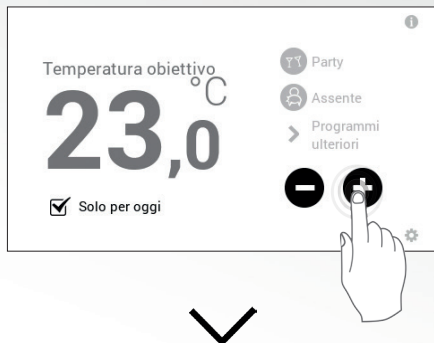 Temperatura obiettivo
23,0 °C
Solo per oggi
Party
Assente
Programmi
ulteriori